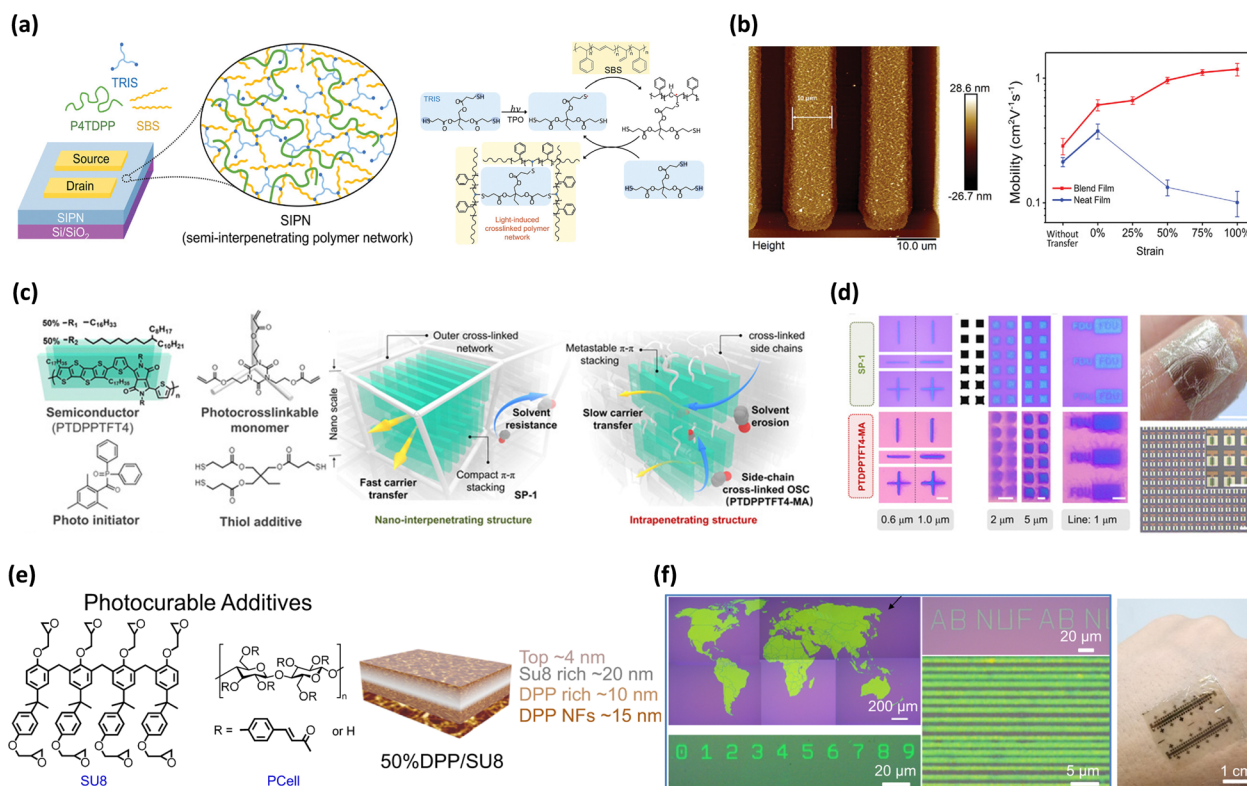 (a)
TRIS
P4TDPP
SBS
Source
Drain
SIPN
Si/SiO₂
SIPN
(semi-interpenetrating polymer network)
SBS
TRIS
hν
TPO
Light-induced
crosslinked polymer
network
(b)
10 μm
28.6 nm
-26.7 nm
Height
10.0 um
Mobility (cm²V⁻¹s⁻¹)
1
0.1
Blend Film
Neat Film
Without
Transfer
0%
25%
50%
75%
100%
Strain
(c)
50% –R₁ –C₁₆H₃₃
50% –R₂
C₈H₁₇
C₁₀H₂₁
Semiconductor
(PTDPPTFT4)
Photocrosslinkable
monomer
Photo initiator
Thiol additive
Nano scale
Outer cross-linked
network
Solvent
resistance
Fast carrier
transfer
Compact π-π
stacking
SP-1
Nano-interpenetrating structure
Metastable π-π
stacking
cross-linked
side chains
Slow carrier
transfer
Solvent
erosion
Side-chain
cross-linked OSC
(PTDPPTFT4-MA)
Intrapenetrating structure
(d)
SP-1
PTDPPTFT4-MA
FDU FDU
FDU
0.6 μm 1.0 μm
2 μm 5 μm
Line: 1 μm
(e)
Photocurable Additives
SU8
PCell
R = or H
Top ~4 nm
Su8 rich ~20 nm
DPP rich ~10 nm
DPP NFs ~15 nm
50%DPP/SU8
(f)
200 μm
0 1 2 3 4 5 6 7 8 9
20 μm
AB NUF AB NU
20 μm
5 μm
1 cm